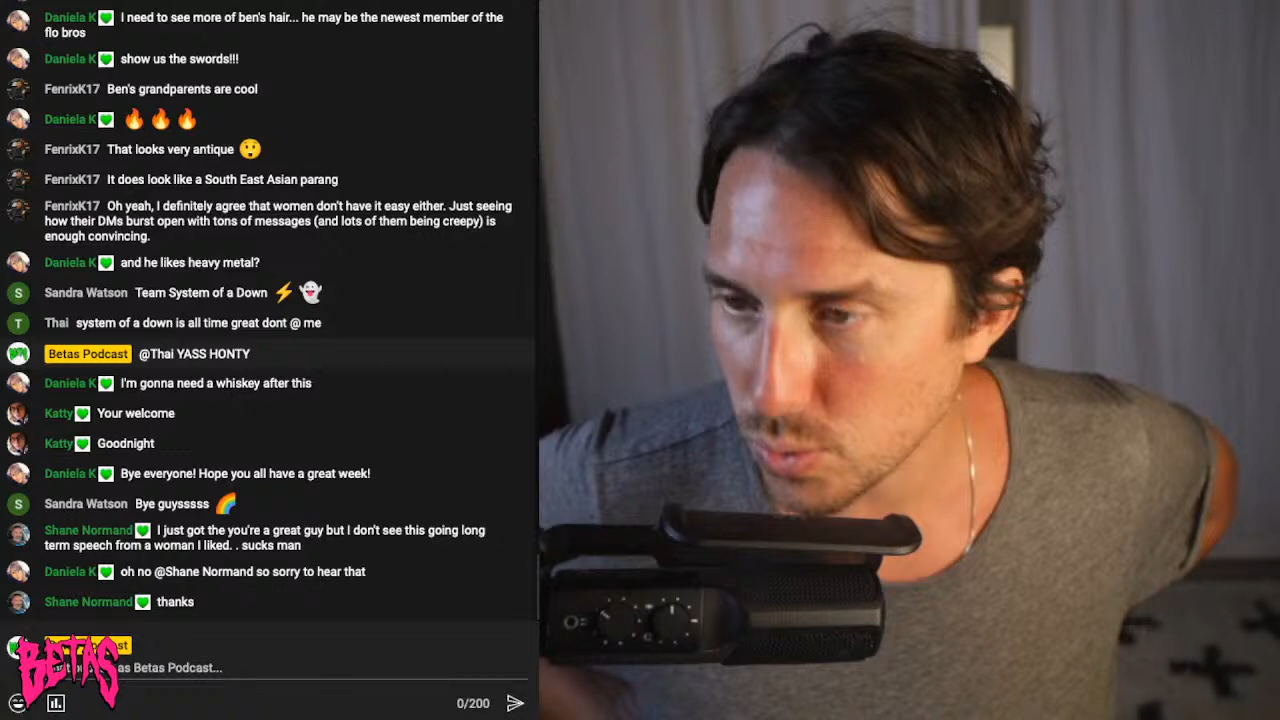 Daniela K I need to see more of ben's hair... he may be the newest member of the
flo bros
Daniela K show us the swords!!!
FenrixK17 Ben's grandparents are cool
Daniela K 🔥 🔥 🔥
FenrixK17 That looks very antique 😲
FenrixK17 It does look like a South East Asian parang
FenrixK17 Oh yeah, I definitely agree that women don't have it easy either. Just seeing
how their DMs burst open with tons of messages (and lots of them being creepy) is
enough convincing.
Daniela K and he likes heavy metal?
S Sandra Watson Team System of a Down ⚡ 👻
T Thai system of a down is all time great dont @ me
Betas Podcast @Thai YASS HONTY
Daniela K I'm gonna need a whiskey after this
Katty Your welcome
Katty Goodnight
Daniela K Bye everyone! Hope you all have a great week!
S Sandra Watson Bye guysssss 🌈
Shane Normand I just got the you're a great guy but I don't see this going long
term speech from a woman I liked. . sucks man
Daniela K oh no @Shane Normand so sorry to hear that
Shane Normand thanks
BETAS
as Betas Podcast...
0/200